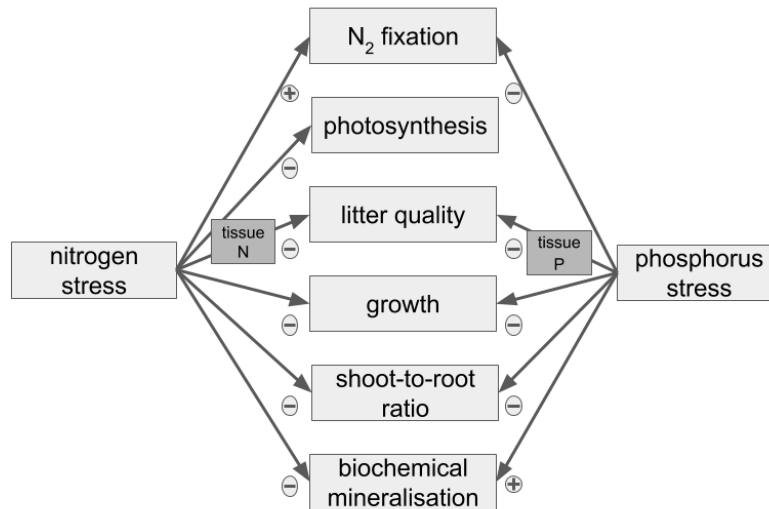 N₂ fixation
+
−
photosynthesis
−
litter quality
tissue
N
−
−
tissue
P
nitrogen
stress
phosphorus
stress
growth
−
−
shoot-to-root
ratio
−
−
biochemical
mineralisation
−
+